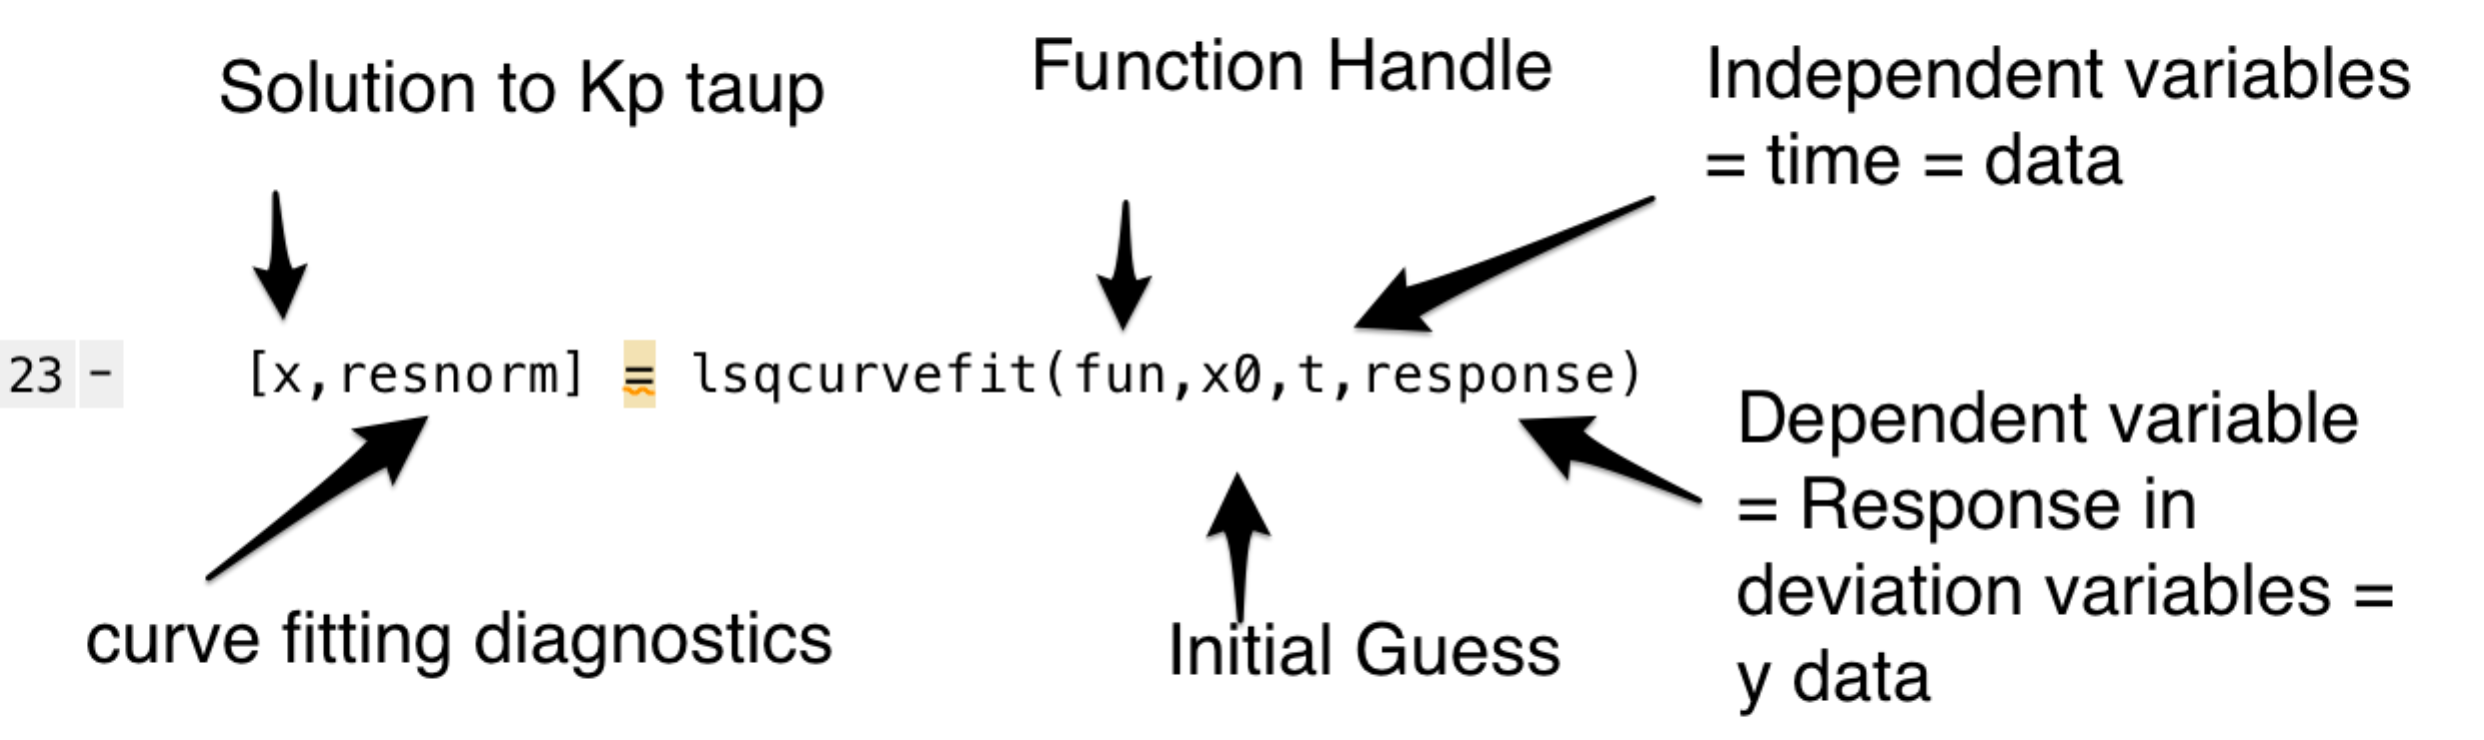 Solution to Kp taup
Function Handle
Independent variables
= time = data
23 -
[x,resnorm] = lsqcurvefit(fun,x0,t,response)
curve fitting diagnostics
Initial Guess
Dependent variable
= Response in
deviation variables =
y data